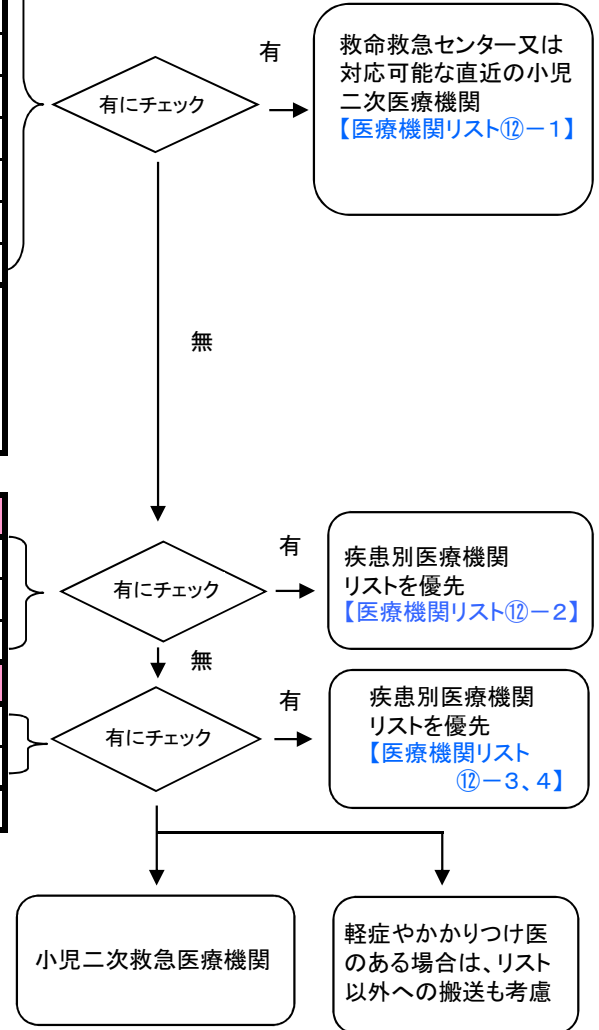 有にチェック
有
救命救急センター又は
対応可能な直近の小児
二次医療機関
【医療機関リスト⑫－1】
無
有にチェック
有
疾患別医療機関
リストを優先
【医療機関リスト⑫－2】
無
有にチェック
有
疾患別医療機関
リストを優先
【医療機関リスト
⑫－3、4】
小児二次救急医療機関
軽症やかかりつけ医
のある場合は、リスト
以外への搬送も考慮